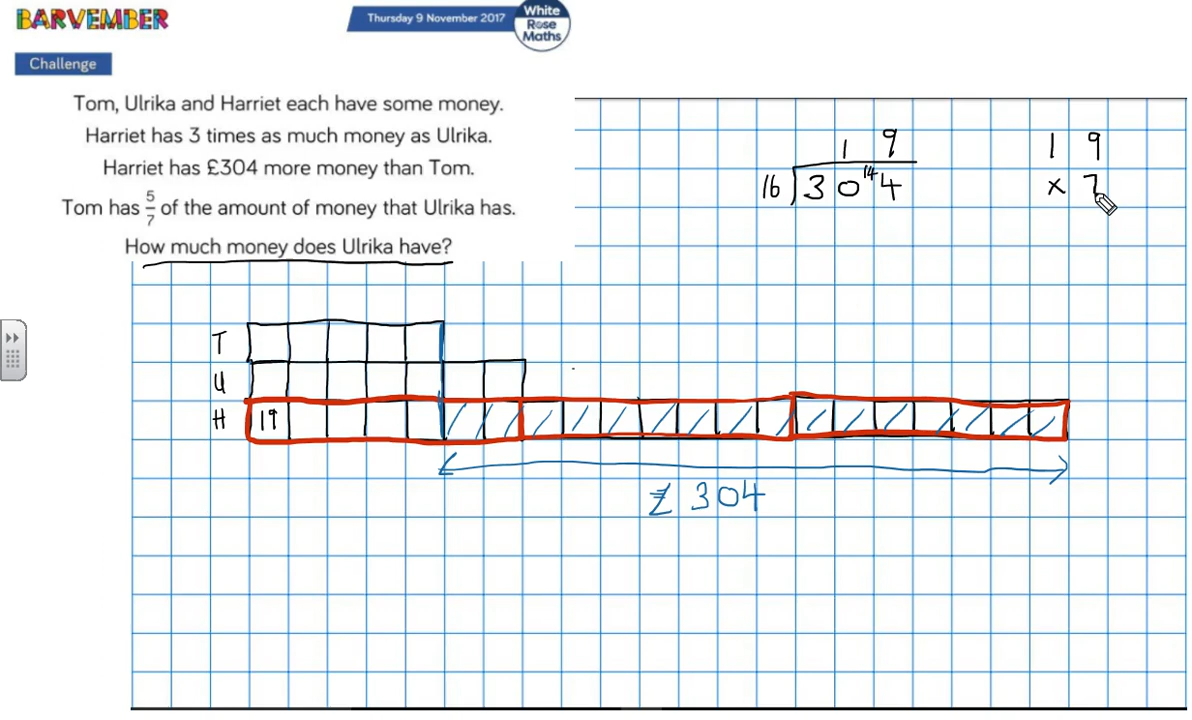 BARVEMBER
Thursday 9 November 2017
White
Rose
Maths
Challenge
Tom, Ulrika and Harriet each have some money.
Harriet has 3 times as much money as Ulrika.
Harriet has £304 more money than Tom.
Tom has 5/7 of the amount of money that Ulrika has.
How much money does Ulrika have?
1 9
16 3 0 14 4
1 9
× 7
T
U
H 19
£ 304